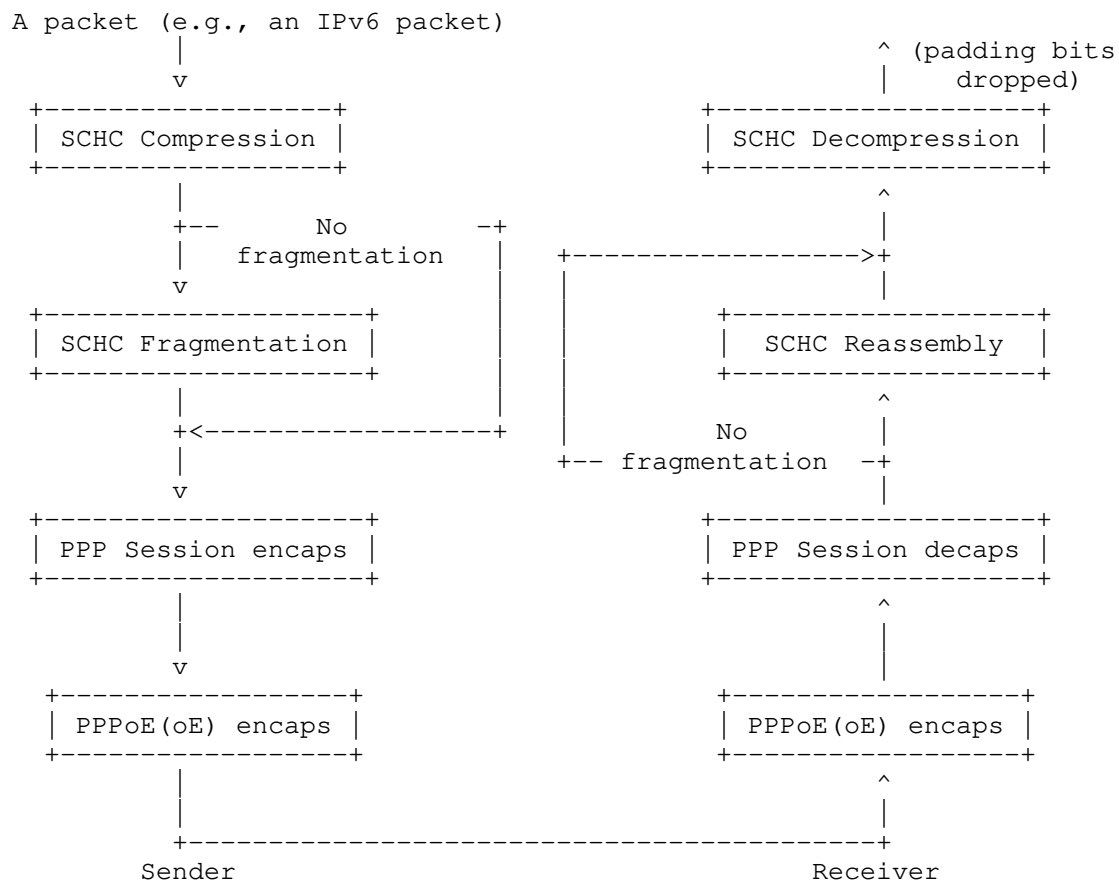 A packet (e.g., an IPv6 packet)
(padding bits
dropped)
SCHC Compression
SCHC Decompression
No
fragmentation
SCHC Fragmentation
SCHC Reassembly
No
fragmentation
PPP Session encaps
PPP Session decaps
PPPoE(oE) encaps
PPPoE(oE) encaps
Sender
Receiver